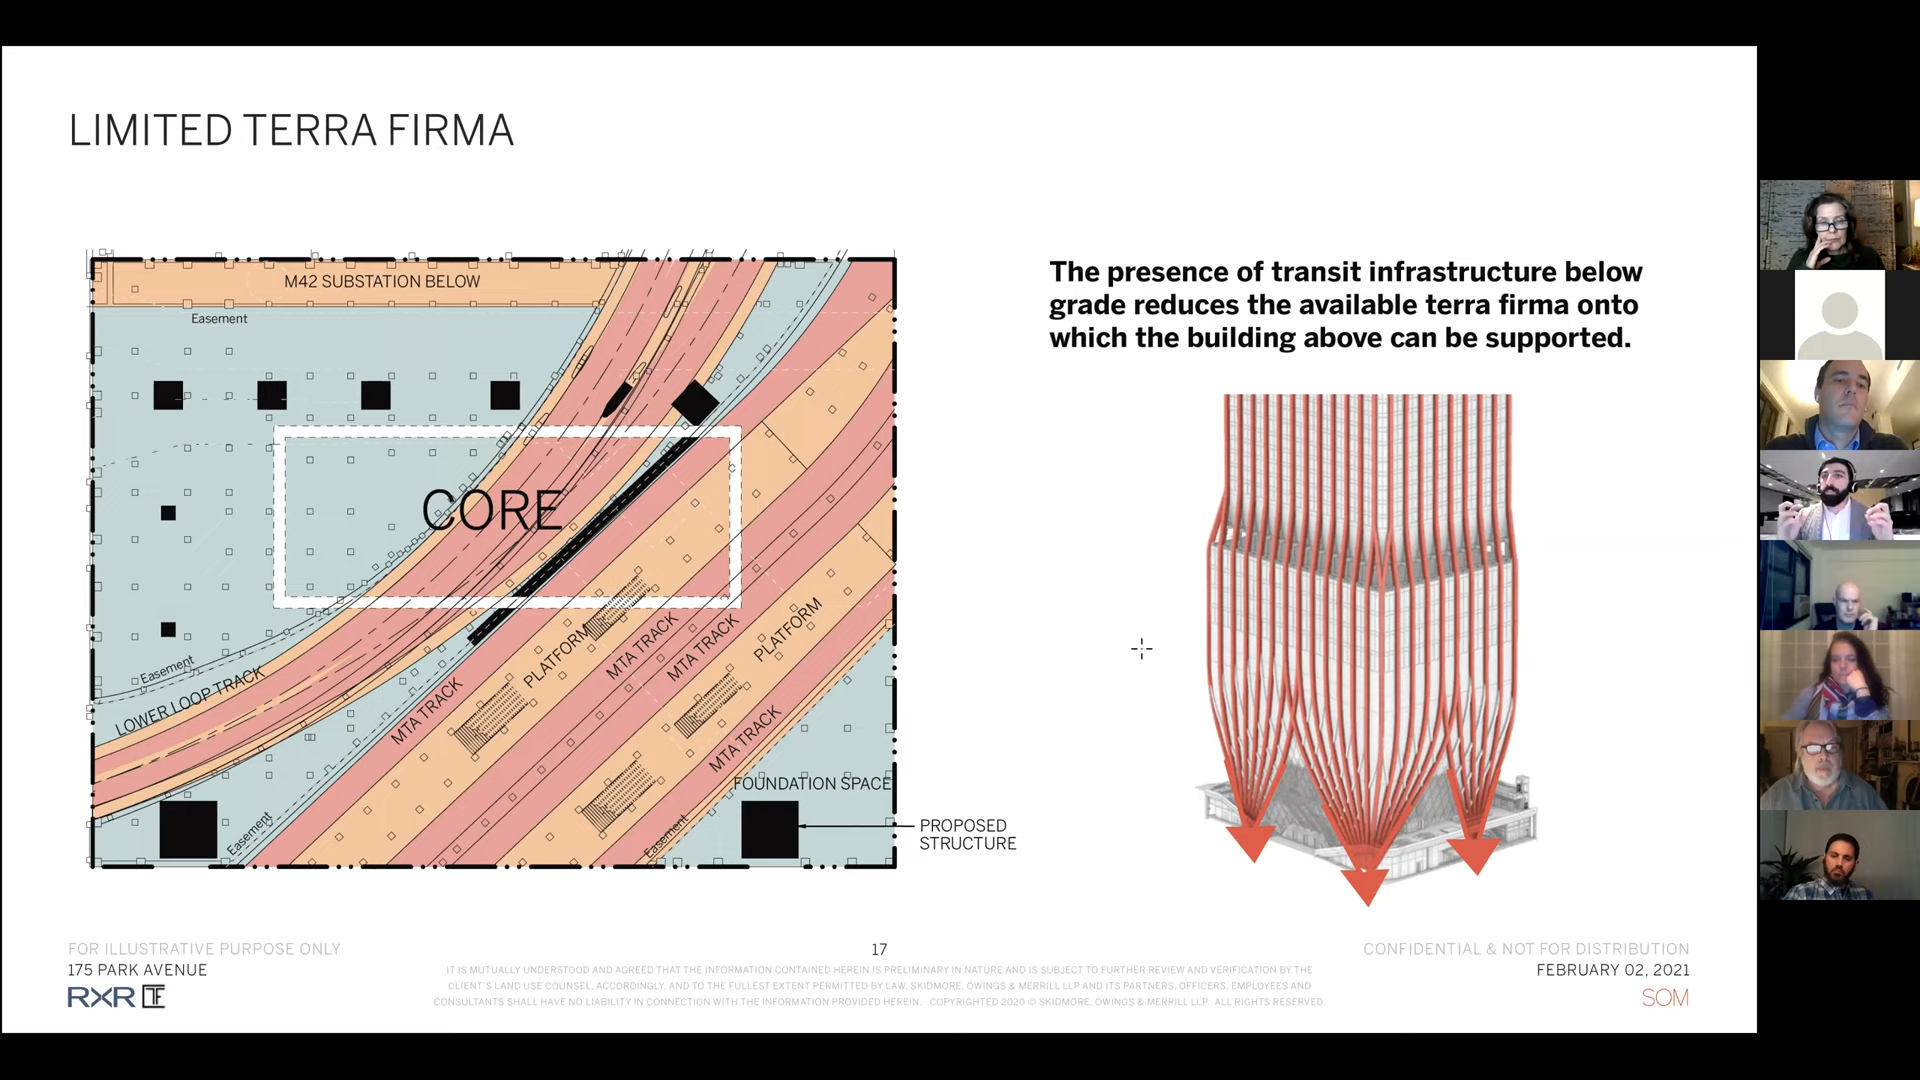 LIMITED TERRA FIRMA
M42 SUBSTATION BELOW
Easement
CORE
Easement
LOWER LOOP TRACK
MTA TRACK
PLATFORM
MTA TRACK
MTA TRACK
PLATFORM
MTA TRACK
FOUNDATION SPACE
Easement
Easement
PROPOSED
STRUCTURE
The presence of transit infrastructure below
grade reduces the available terra firma onto
which the building above can be supported.
FOR ILLUSTRATIVE PURPOSE ONLY
175 PARK AVENUE
RXR TF
17
IT IS MUTUALLY UNDERSTOOD AND AGREED THAT THE INFORMATION CONTAINED HEREIN IS PRELIMINARY IN NATURE AND IS SUBJECT TO FURTHER REVIEW AND VERIFICATION BY THE
CLIENT'S LAND USE COUNSEL, ACCORDINGLY, AND TO THE FULLEST EXTENT PERMITTED BY LAW, SKIDMORE, OWINGS & MERRILL LLP AND ITS PARTNERS, OFFICERS, EMPLOYEES AND
CONSULTANTS SHALL HAVE NO LIABILITY IN CONNECTION WITH THE INFORMATION PROVIDED HEREIN. COPYRIGHTED 2020 © SKIDMORE, OWINGS & MERRILL LLP. ALL RIGHTS RESERVED.
CONFIDENTIAL & NOT FOR DISTRIBUTION
FEBRUARY 02, 2021
SOM